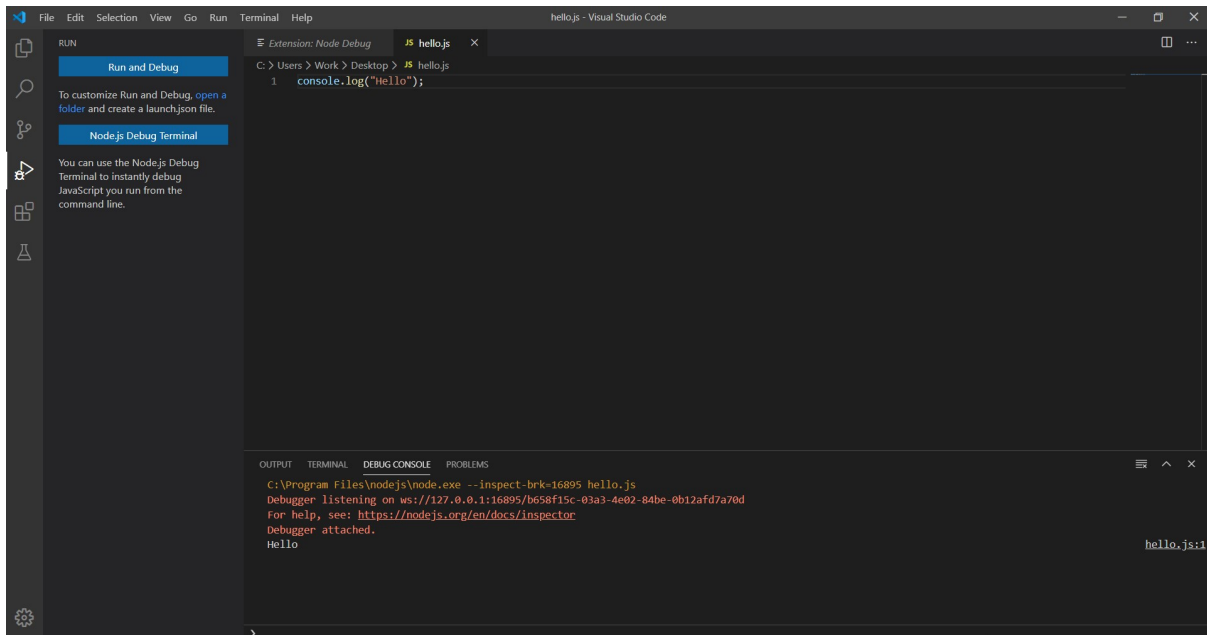 File Edit Selection View Go Run Terminal Help
hello.js - Visual Studio Code
RUN
Run and Debug
To customize Run and Debug, open a
folder and create a launch.json file.
Node.js Debug Terminal
You can use the Node.js Debug
Terminal to instantly debug
JavaScript you run from the
command line.
Extension: Node Debug JS hello.js
C: > Users > Work > Desktop > JS hello.js
1 console.log("Hello");
OUTPUT TERMINAL DEBUG CONSOLE PROBLEMS
C:\Program Files\nodejs\node.exe --inspect-brk=16895 hello.js
Debugger listening on ws://127.0.0.1:16895/b658f15c-03a3-4e02-84be-0b12afd7a70d
For help, see: https://nodejs.org/en/docs/inspector
Debugger attached.
Hello hello.js:1